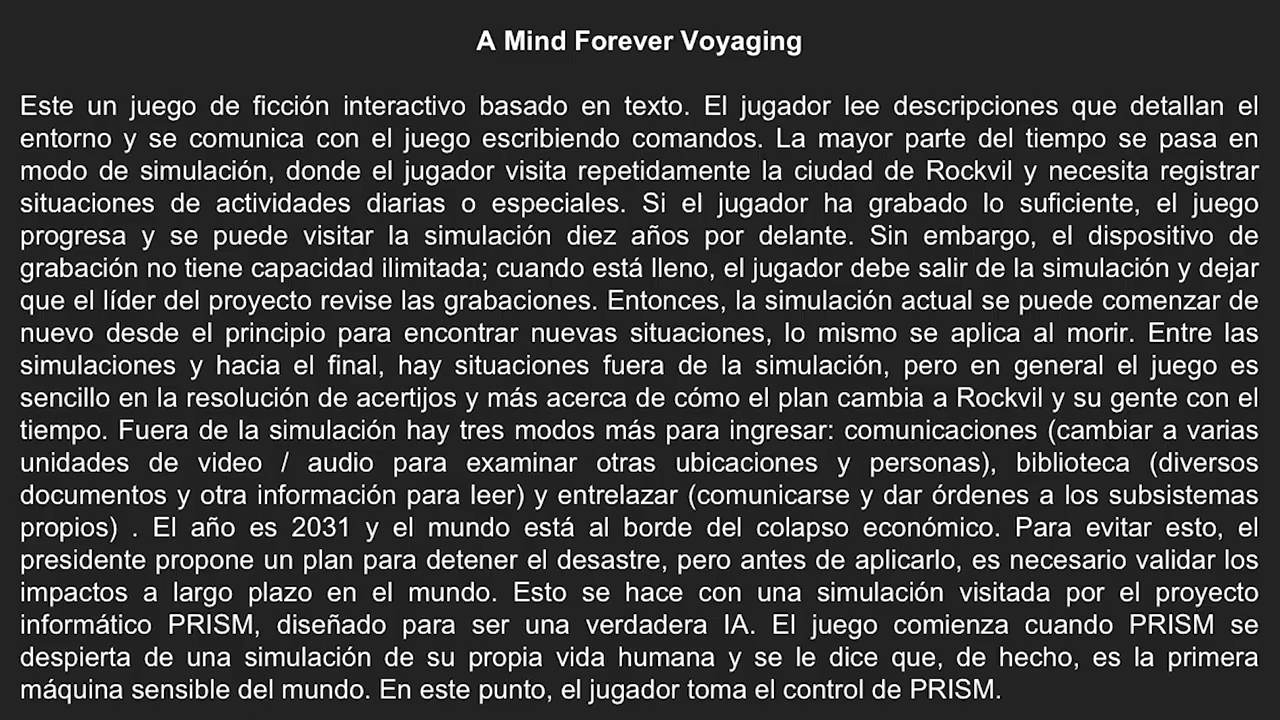 A Mind Forever Voyaging
Este un juego de ficción interactivo basado en texto. El jugador lee descripciones que detallan el
entorno y se comunica con el juego escribiendo comandos. La mayor parte del tiempo se pasa en
modo de simulación, donde el jugador visita repetidamente la ciudad de Rockvil y necesita registrar
situaciones de actividades diarias o especiales. Si el jugador ha grabado lo suficiente, el juego
progresa y se puede visitar la simulación diez años por delante. Sin embargo, el dispositivo de
grabación no tiene capacidad ilimitada; cuando está lleno, el jugador debe salir de la simulación y dejar
que el líder del proyecto revise las grabaciones. Entonces, la simulación actual se puede comenzar de
nuevo desde el principio para encontrar nuevas situaciones, lo mismo se aplica al morir. Entre las
simulaciones y hacia el final, hay situaciones fuera de la simulación, pero en general el juego es
sencillo en la resolución de acertijos y más acerca de cómo el plan cambia a Rockvil y su gente con el
tiempo. Fuera de la simulación hay tres modos más para ingresar: comunicaciones (cambiar a varias
unidades de video / audio para examinar otras ubicaciones y personas), biblioteca (diversos
documentos y otra información para leer) y entrelazar (comunicarse y dar órdenes a los subsistemas
propios) . El año es 2031 y el mundo está al borde del colapso económico. Para evitar esto, el
presidente propone un plan para detener el desastre, pero antes de aplicarlo, es necesario validar los
impactos a largo plazo en el mundo. Esto se hace con una simulación visitada por el proyecto
informático PRISM, diseñado para ser una verdadera IA. El juego comienza cuando PRISM se
despierta de una simulación de su propia vida humana y se le dice que, de hecho, es la primera
máquina sensible del mundo. En este punto, el jugador toma el control de PRISM.